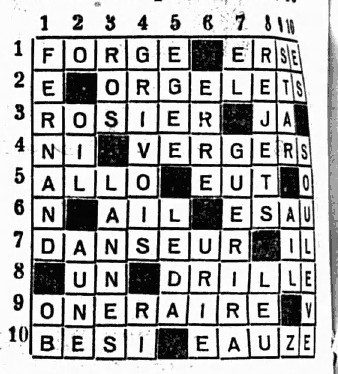 1 2 3 4 5 6 7 8 9 10
1 F O R G E E R S E
2 E O R G E L E T S
3 R O S I E R J A
4 N I V E R G E R S
5 A L L O E U T O
6 N A I L E S A U
7 D A N S E U R I L
8 U N D R I L L E
9 O N E R A I R E V
10 B E S I E A U Z E